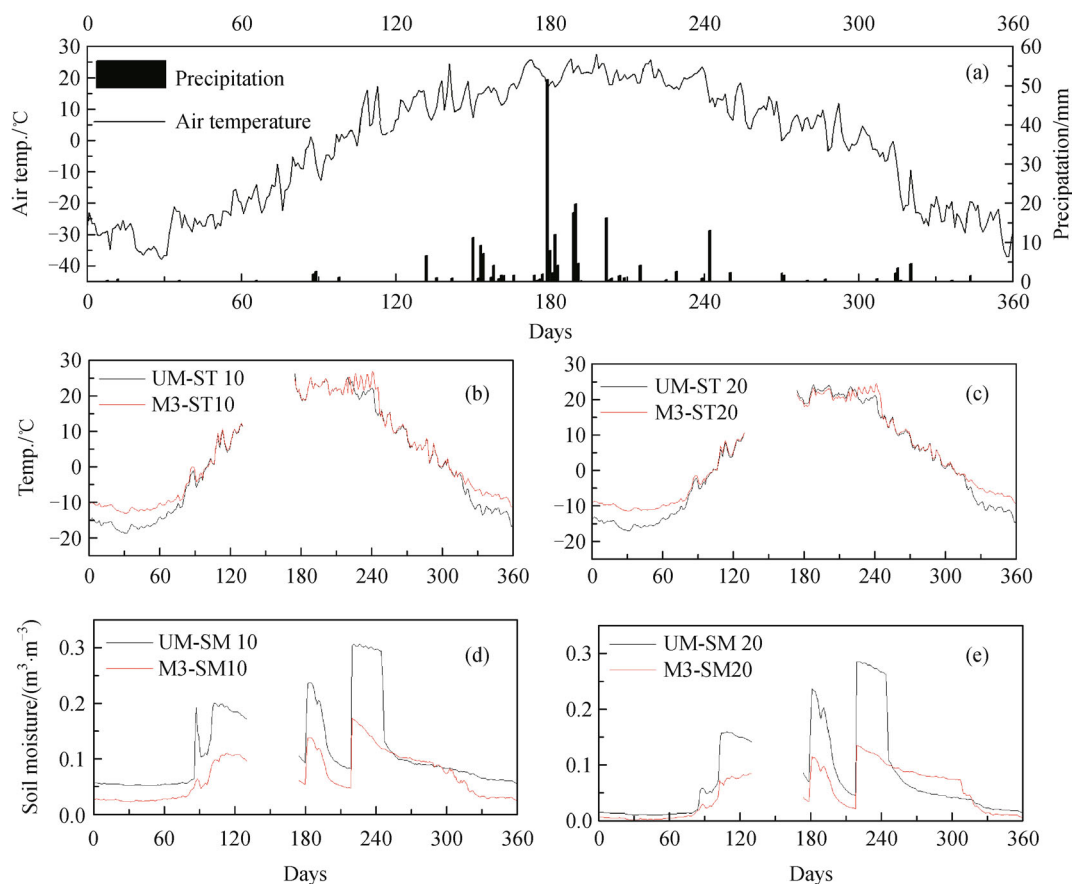 0 60 120 180 240 300 360
30 60
20 50
10 40
0 30
−10 20
−20
−30 10
−40 0
Air temp./℃
Precipatation/mm
(a)
Precipitation
Air temperature
0 60 120 180 240 300 360
Days
30
20
10
0
−10
−20
Temp./℃
UM-ST 10
M3-ST10
(b)
0 60 120 180 240 300 360
30
20
10
0
−10
−20
UM-ST 20
M3-ST20
(c)
0 60 120 180 240 300 360
0.3
0.2
0.1
0.0
Soil moisture/(m³·m⁻³)
UM-SM 10
M3-SM10
(d)
0 60 120 180 240 300 360
Days
0.3
0.2
0.1
0.0
UM-SM 20
M3-SM20
(e)
0 60 120 180 240 300 360
Days